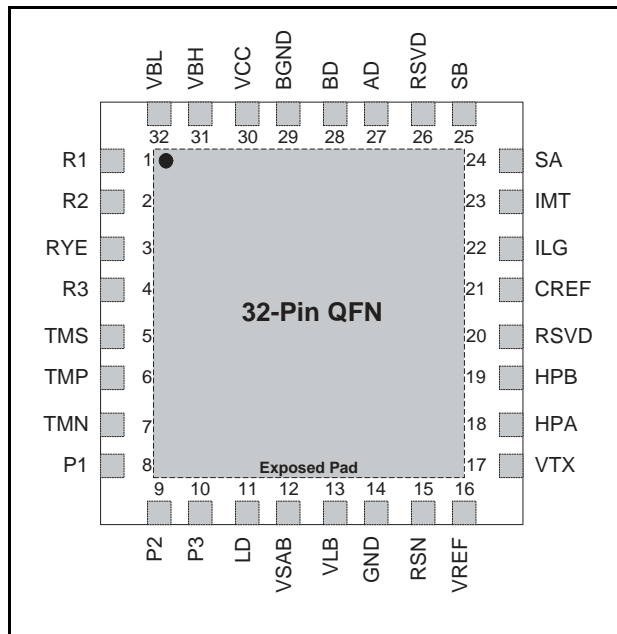 VBL VBH VCC BGND BD AD RSVD SB
32 31 30 29 28 27 26 25
R1 1 24 SA
R2 2 23 IMT
RYE 3 22 ILG
R3 4 21 CREF
32-Pin QFN
TMS 5 20 RSVD
TMP 6 19 HPB
TMN 7 18 HPA
P1 8 Exposed Pad 17 VTX
9 10 11 12 13 14 15 16
P2 P3 LD VSAB VLB GND RSN VREF